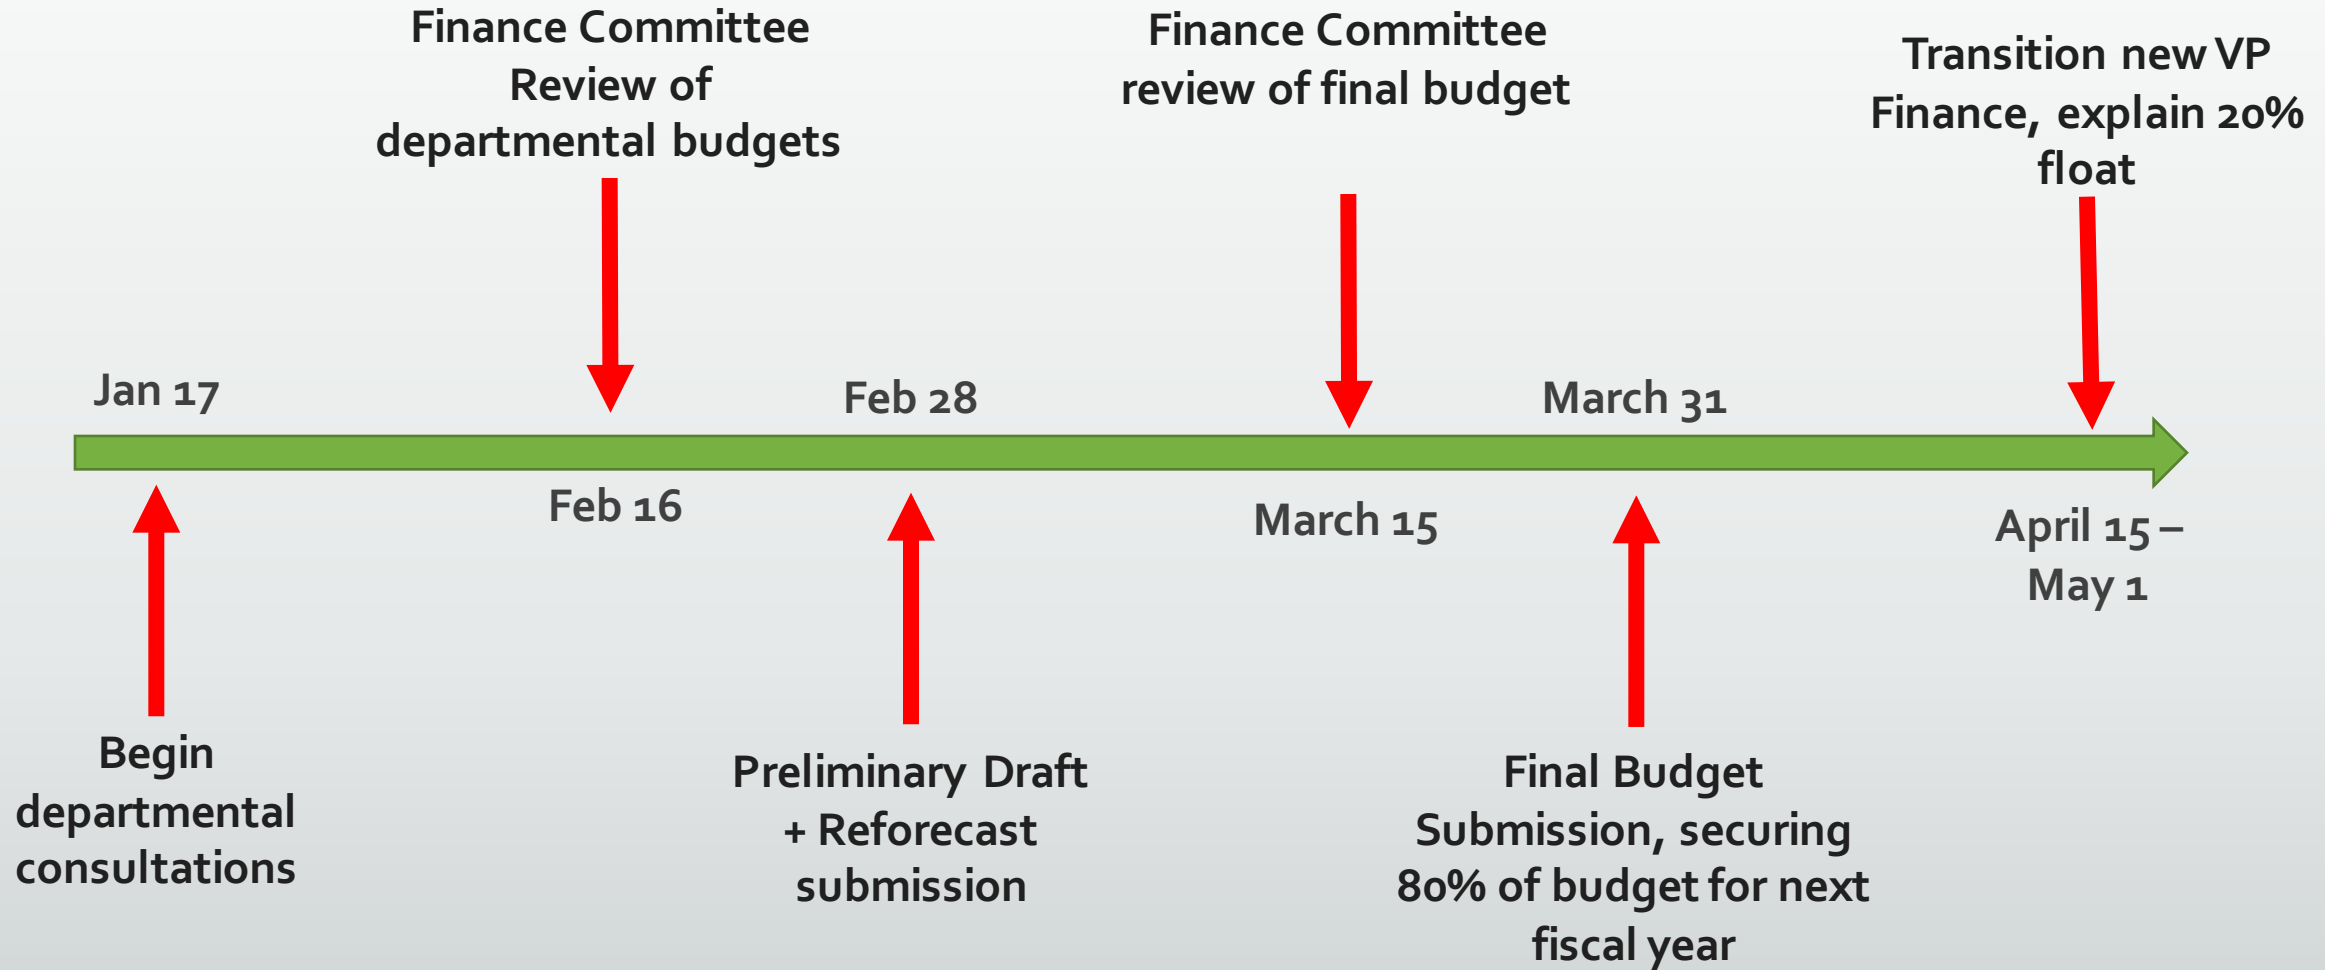 Finance Committee
Review of
departmental budgets
Finance Committee
review of final budget
Transition new VP
Finance, explain 20%
float
Jan 17
Feb 28
March 31
Feb 16
March 15
April 15 –
May 1
Begin
departmental
consultations
Preliminary Draft
+ Reforecast
submission
Final Budget
Submission, securing
80% of budget for next
fiscal year